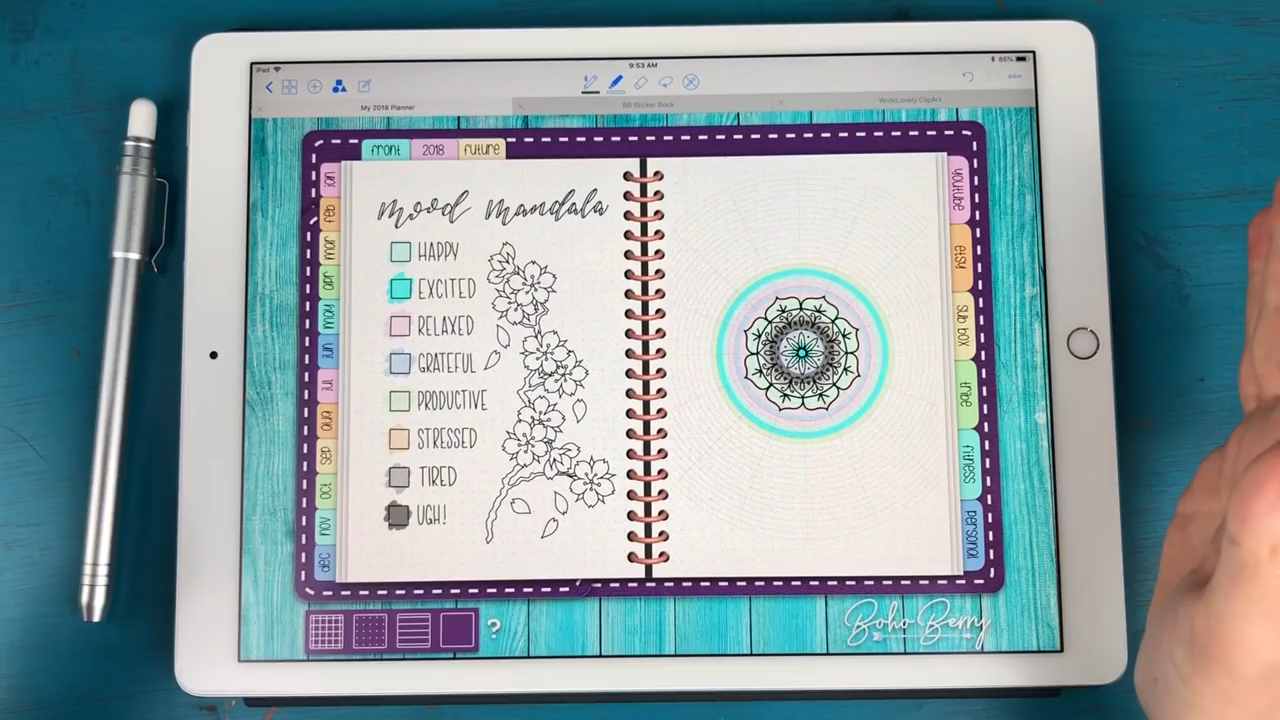 iPad
9:53 AM
86%
My 2018 Planner
BB Sticker Book
WriteLovely ClipArt
front
2018
future
jan
feb
mar
apr
may
jun
jul
aug
sep
oct
nov
dec
mood mandala
HAPPY
EXCITED
RELAXED
GRATEFUL
PRODUCTIVE
STRESSED
TIRED
UGH!
youtube
etsy
sub box
tribe
fitness
personal
?
Boho Berry